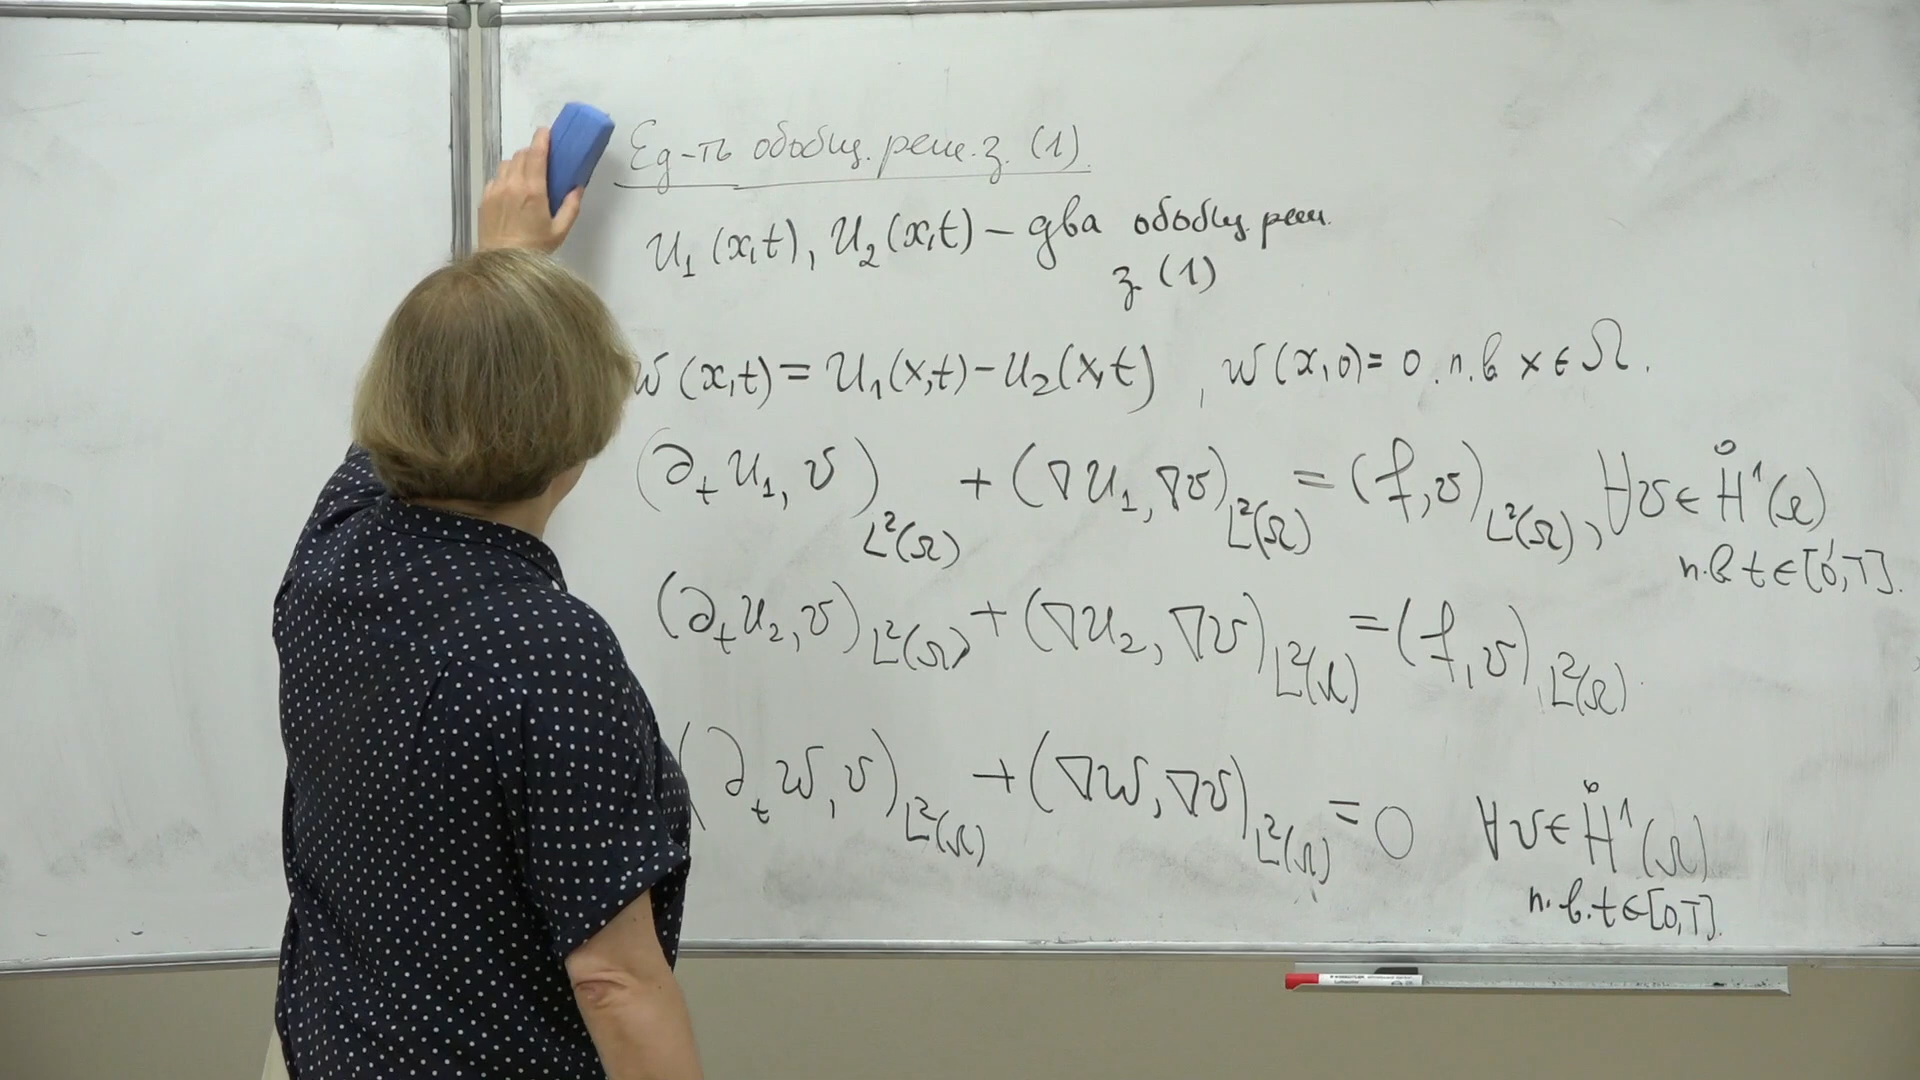 Ед-ть обобщ. реш. з. (1).
u₁(x,t), u₂(x,t) – два обобщ. реш.
з. (1)
w(x,t) = u₁(x,t) - u₂(x,t), w(x,0) = 0. п.в x ∈ Ω.
(∂ₜu₁, v)_{L²(Ω)} + (∇u₁, ∇v)_{L²(Ω)} = (f, v)_{L²(Ω)}, ∀v ∈ H̊¹(Ω)
п.в t ∈ [0,T].
(∂ₜu₂, v)_{L²(Ω)} + (∇u₂, ∇v)_{L²(Ω)} = (f, v)_{L²(Ω)}.
(∂ₜw, v)_{L²(Ω)} + (∇w, ∇v)_{L²(Ω)} = 0 ∀v ∈ H̊¹(Ω)
п.в. t ∈ [0,T].